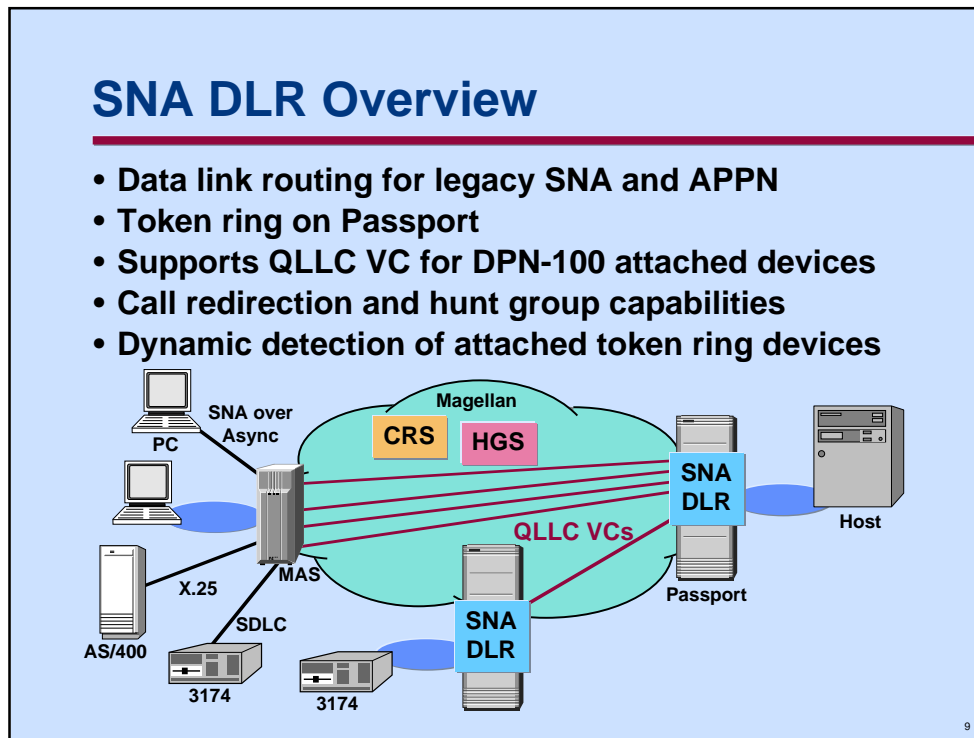 SNA DLR Overview
• Data link routing for legacy SNA and APPN
• Token ring on Passport
• Supports QLLC VC for DPN-100 attached devices
• Call redirection and hunt group capabilities
• Dynamic detection of attached token ring devices
PC
SNA over
Async
Magellan
CRS
HGS
SNA
DLR
Host
QLLC VCs
MAS
Passport
X.25
AS/400
SDLC
3174
3174
SNA
DLR
9